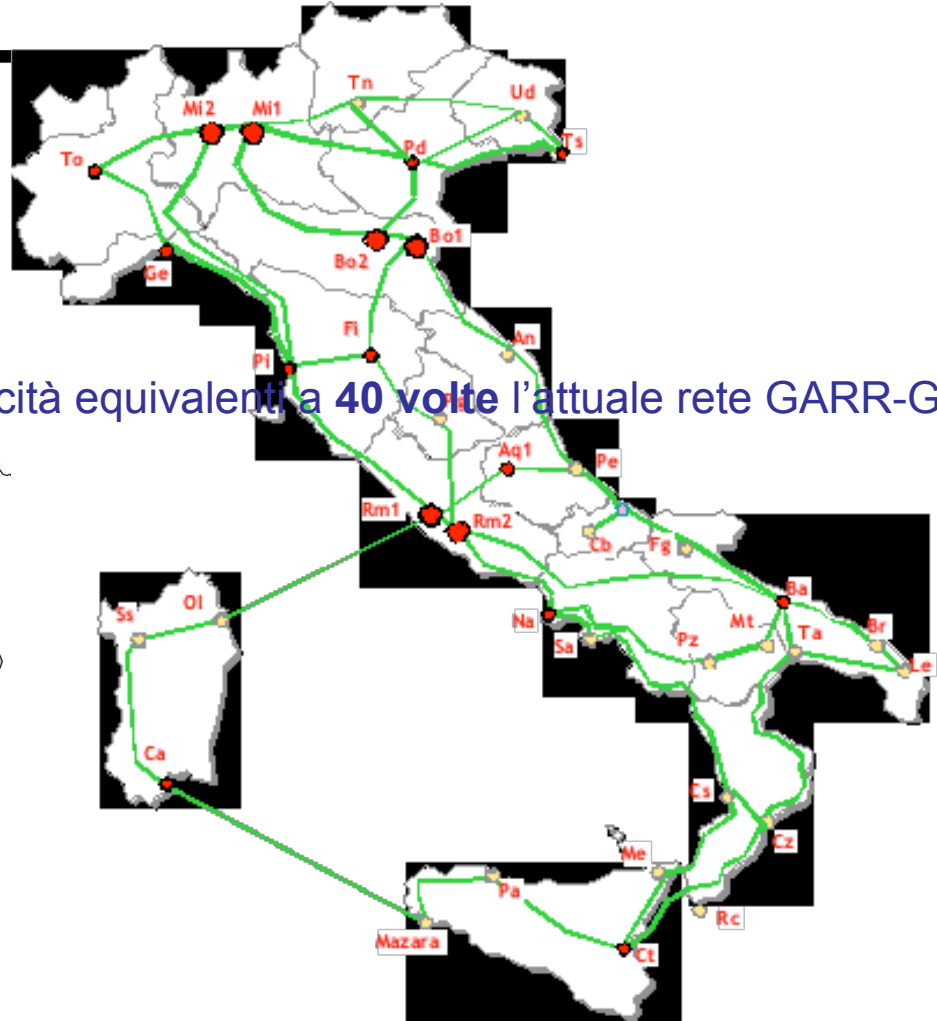 Tn
Ud
Mi2
Mi1
Ts
To
Pd
Bo1
Bo2
Ge
An
Fi
Pi
cità equivalenti a 40 volte l'attuale rete GARR-G
Aq1
Pe
Rm1
Rm2
Cb
Fg
Ba
Ol
Ss
Na
Mt
Br
Sa
Pz
Ta
Le
Ca
Cs
Cz
Me
Pa
Rc
Mazara
Ct